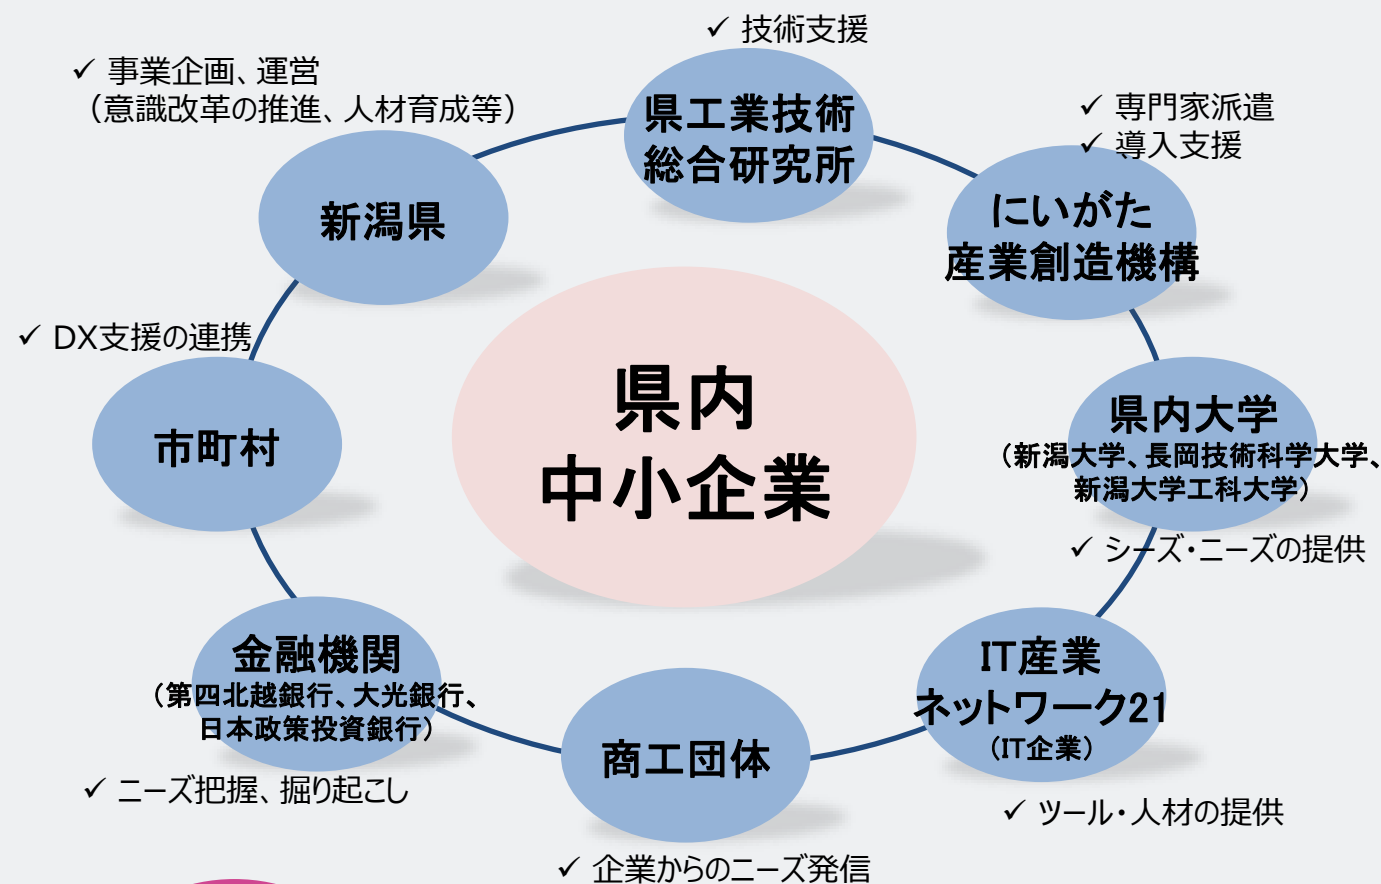 ✓ 技術支援
✓ 事業企画、運営
（意識改革の推進、人材育成等）
県工業技術
総合研究所
✓ 専門家派遣
✓ 導入支援
新潟県
にいがた
産業創造機構
✓ DX支援の連携
市町村
県内
中小企業
県内大学
（新潟大学、長岡技術科学大学、
新潟大学工科大学）
✓ シーズ・ニーズの提供
金融機関
（第四北越銀行、大光銀行、
日本政策投資銀行）
✓ ニーズ把握、掘り起こし
商工団体
✓ 企業からのニーズ発信
IT産業
ネットワーク21
（IT企業）
✓ ツール・人材の提供